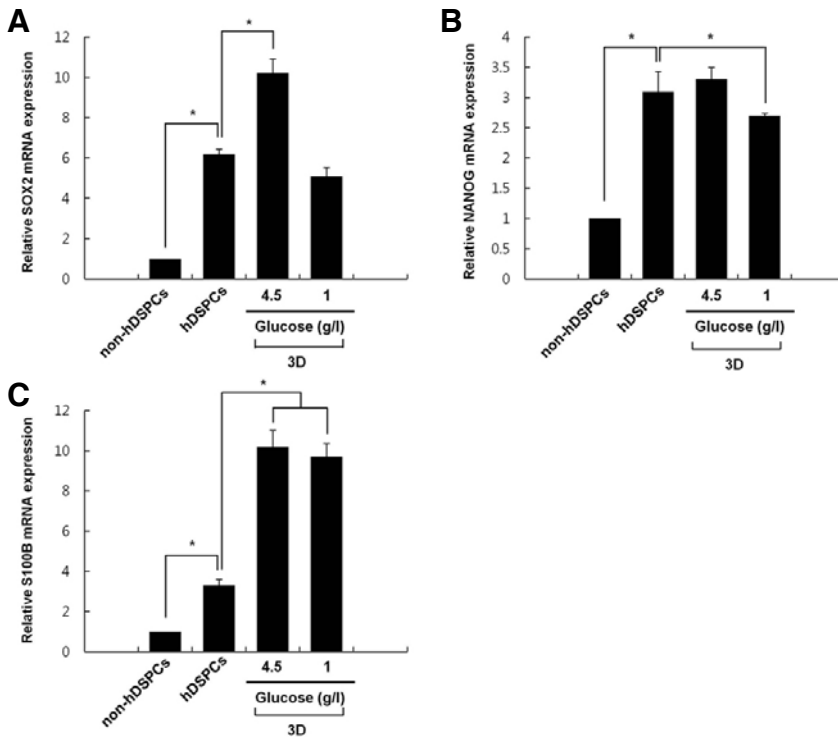 A
Relative SOX2 mRNA expression
12
10
8
6
4
2
0
*
*
non-hDSPCs
hDSPCs
4.5
1
Glucose (g/l)
3D
B
Relative NANOG mRNA expression
4
3.5
3
2.5
2
1.5
1
0.5
0
*
*
non-hDSPCs
hDSPCs
4.5
1
Glucose (g/l)
3D
C
Relative S100B mRNA expression
12
10
8
6
4
2
0
*
*
non-hDSPCs
hDSPCs
4.5
1
Glucose (g/l)
3D